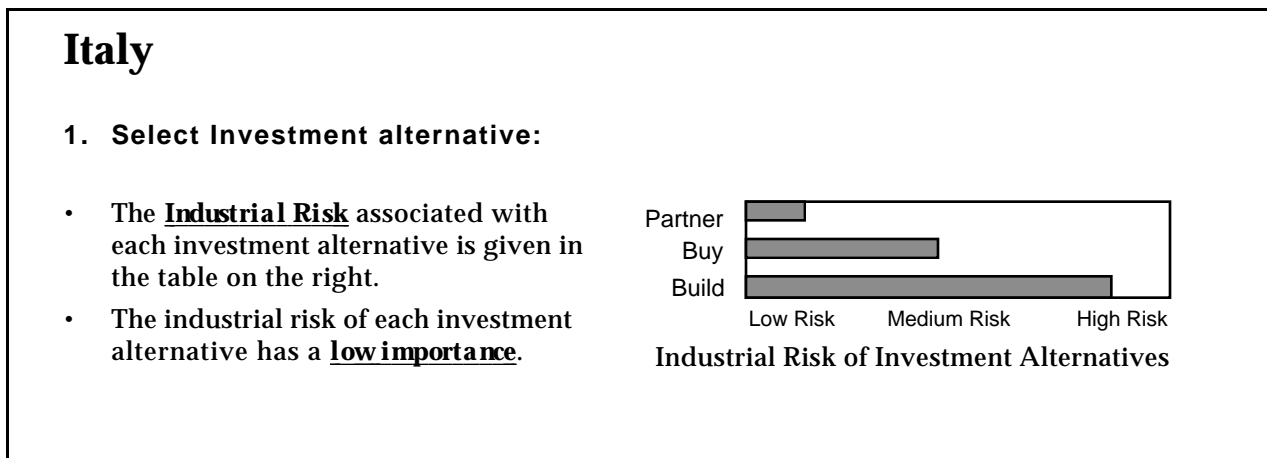 Italy
1. Select Investment alternative:
• The Industrial Risk associated with
each investment alternative is given in
the table on the right.
• The industrial risk of each investment
alternative has a low importance.
Partner
Buy
Build
Low Risk Medium Risk High Risk
Industrial Risk of Investment Alternatives